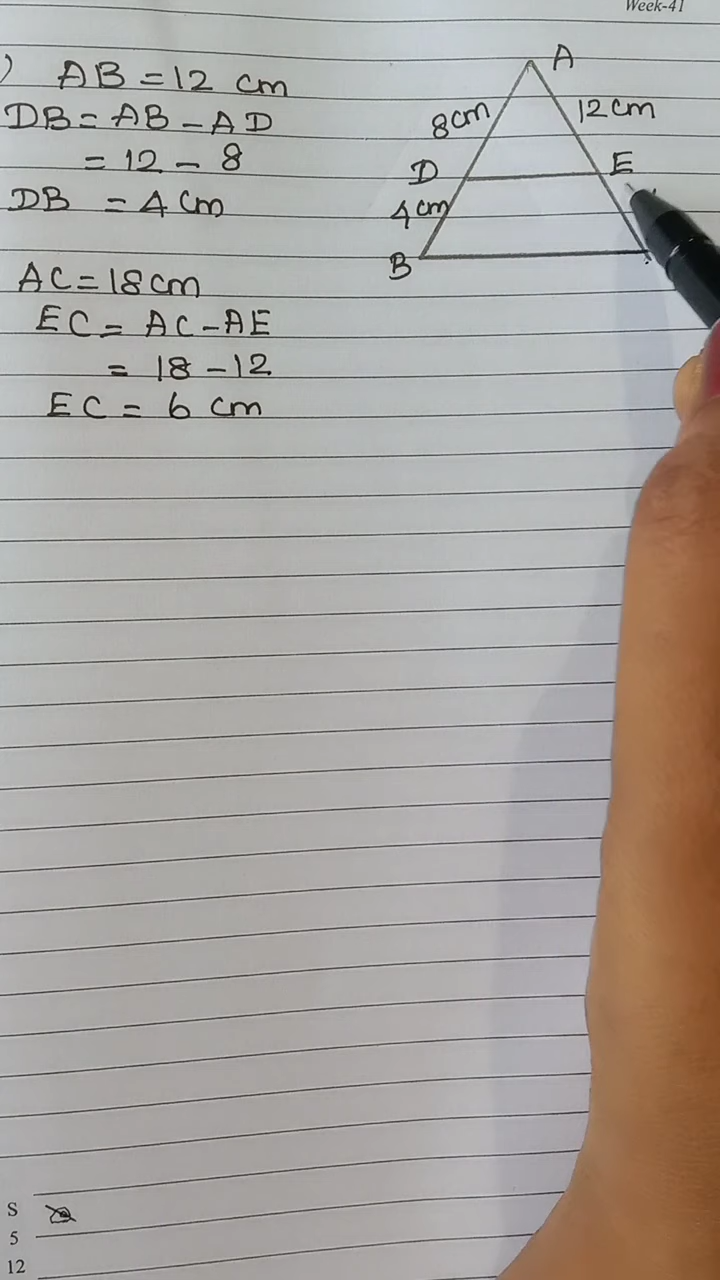 Week-41
) AB = 12 cm
DB = AB - AD
= 12 - 8
DB = 4 cm
AC = 18 cm
EC = AC - AE
= 18 - 12
EC = 6 cm
A
8cm
12cm
D
E
4cm
B
S
5
12